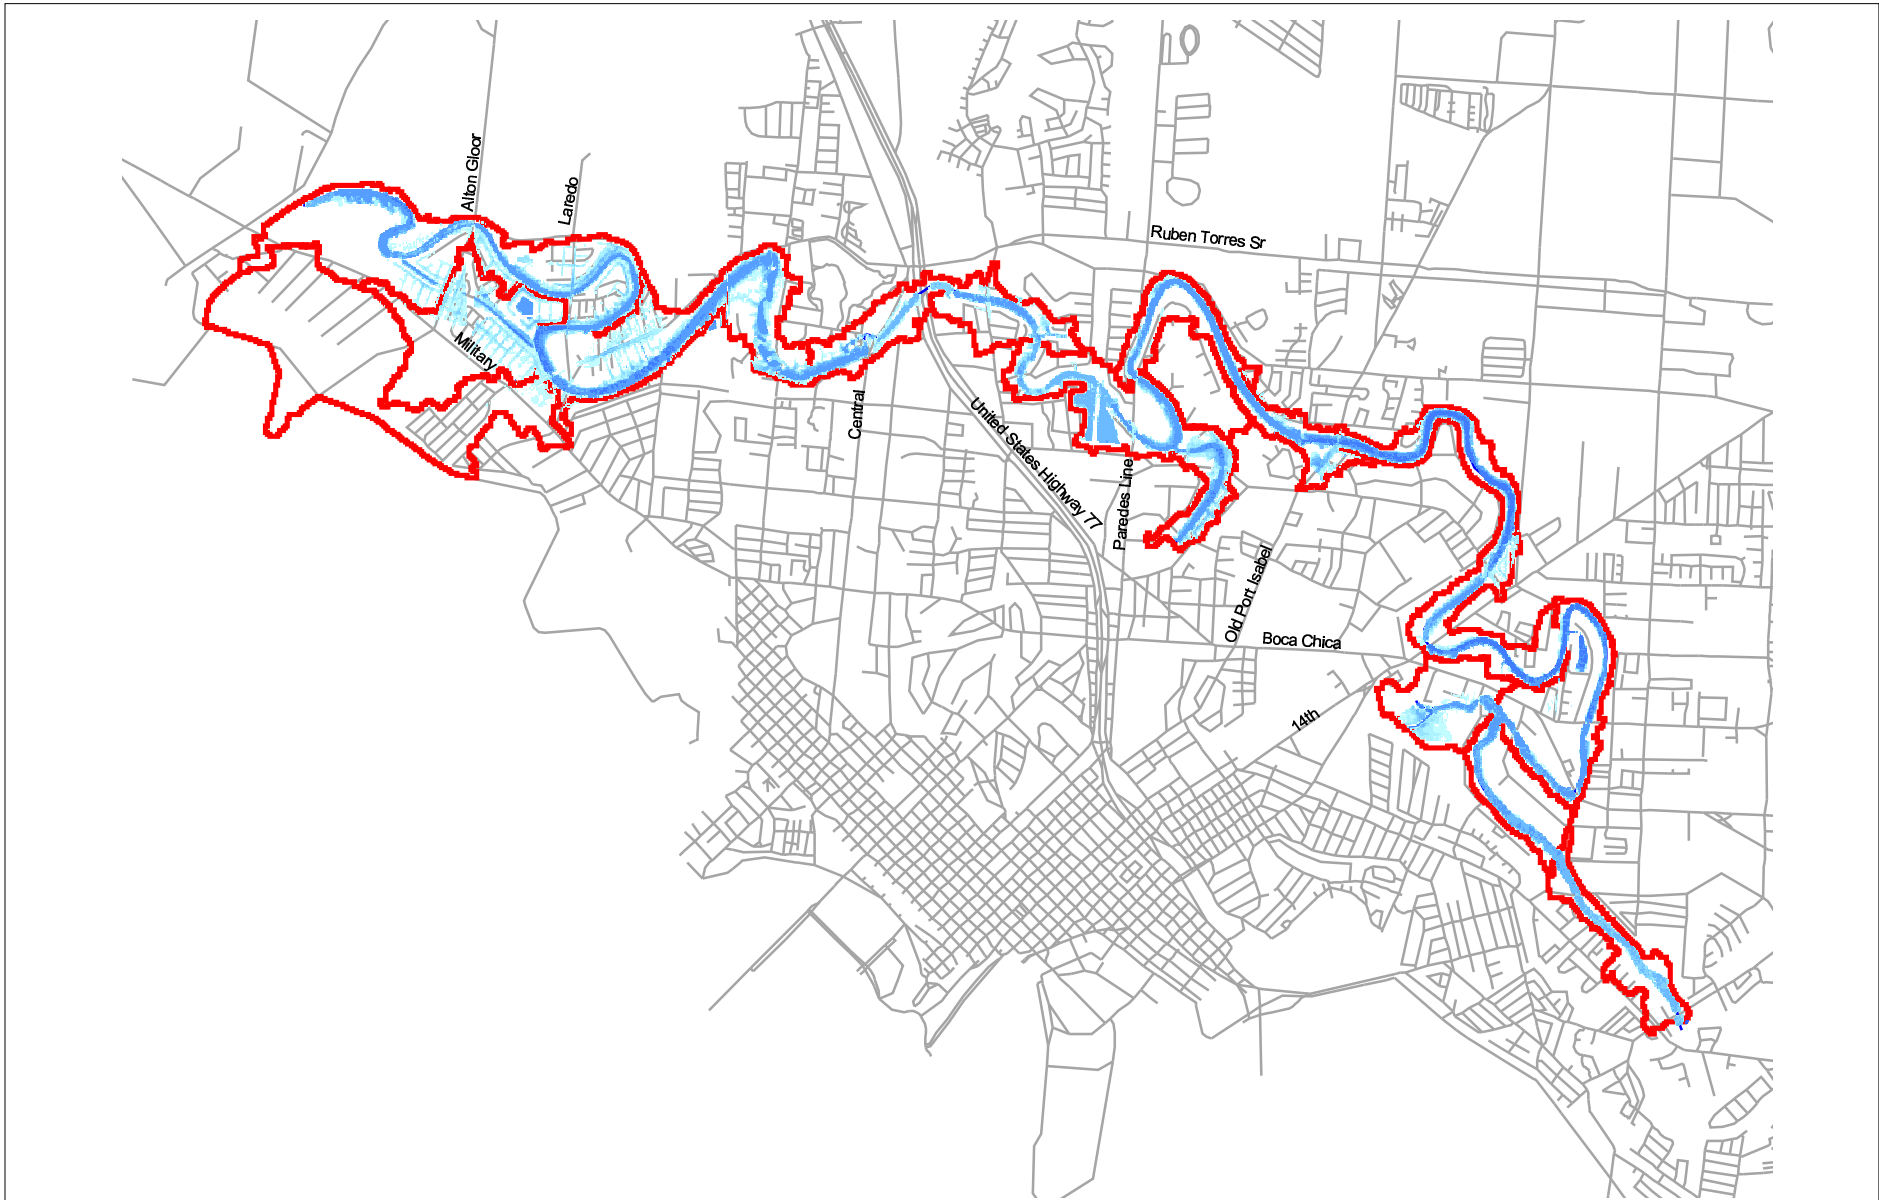 Alton Gloor
Laredo
Ruben Torres Sr
Military
Central
United States Highway 77
Paredes Line
Old Port Isabel
Boca Chica
14th